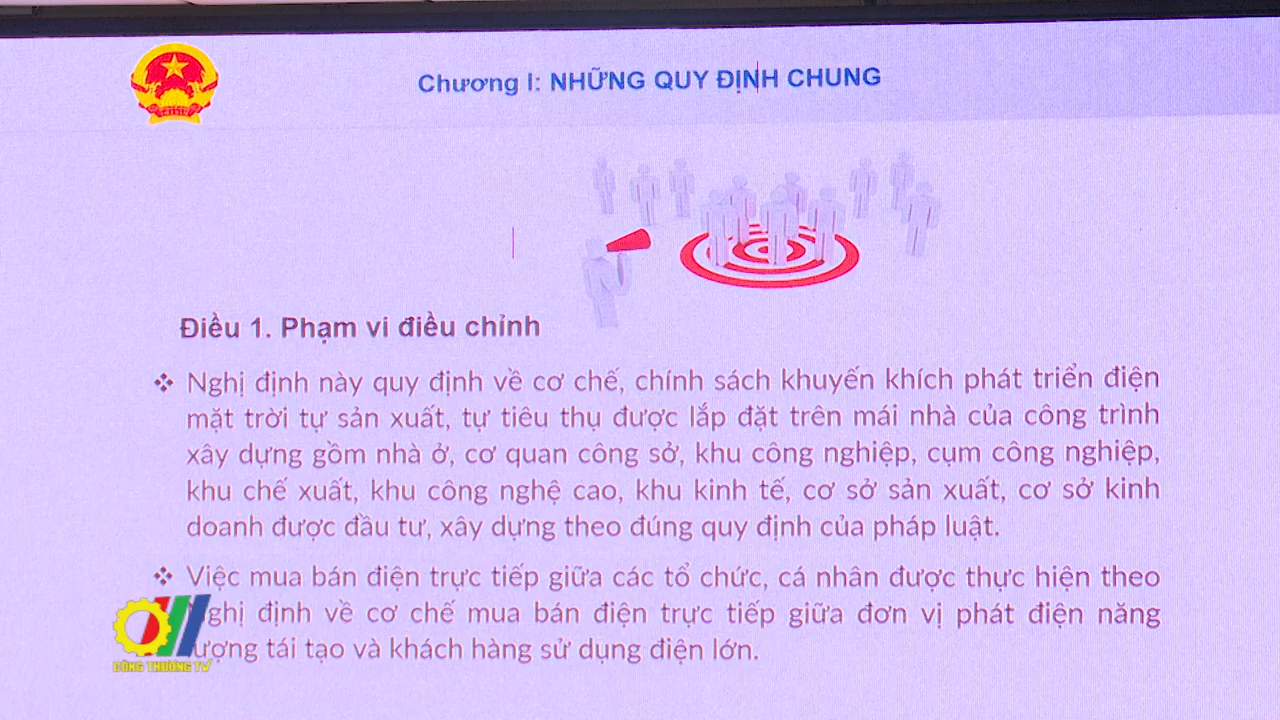 Chương I: NHỮNG QUY ĐỊNH CHUNG
Điều 1. Phạm vi điều chỉnh
❖ Nghị định này quy định về cơ chế, chính sách khuyến khích phát triển điện
mặt trời tự sản xuất, tự tiêu thụ được lắp đặt trên mái nhà của công trình
xây dựng gồm nhà ở, cơ quan công sở, khu công nghiệp, cụm công nghiệp,
khu chế xuất, khu công nghệ cao, khu kinh tế, cơ sở sản xuất, cơ sở kinh
doanh được đầu tư, xây dựng theo đúng quy định của pháp luật.
❖ Việc mua bán điện trực tiếp giữa các tổ chức, cá nhân được thực hiện theo
Nghị định về cơ chế mua bán điện trực tiếp giữa đơn vị phát điện năng
lượng tái tạo và khách hàng sử dụng điện lớn.
CÔNG THƯƠNG TV